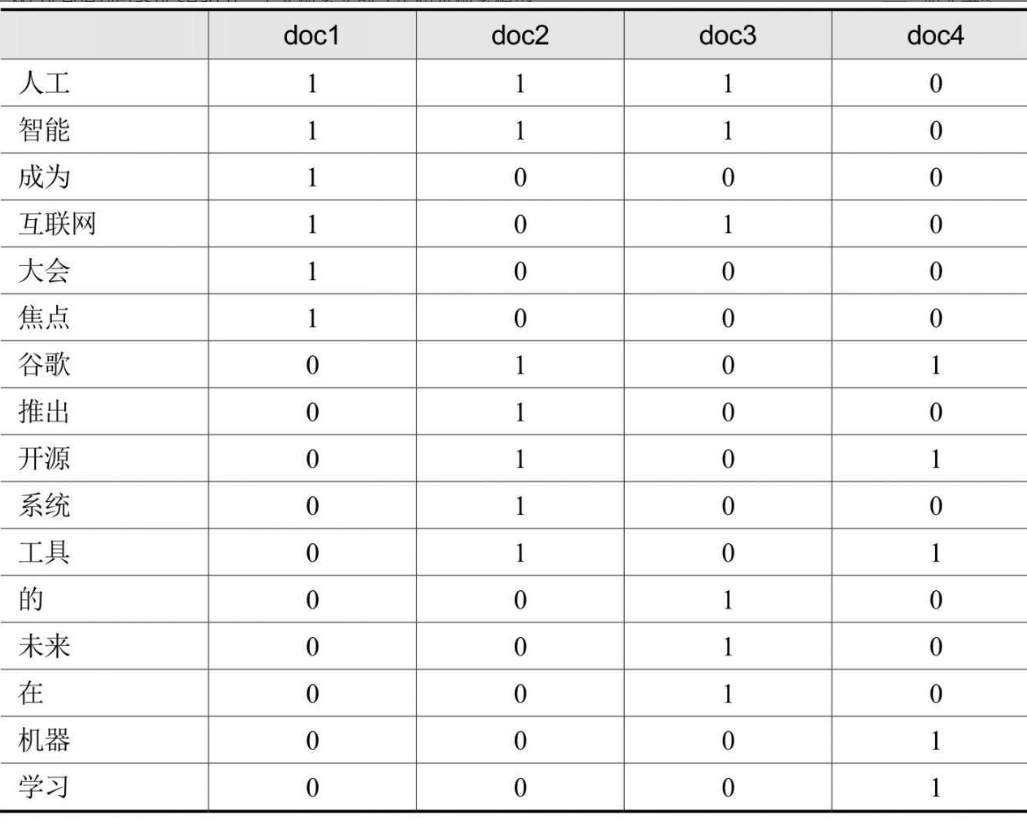 doc1 doc2 doc3 doc4
人工 1 1 1 0
智能 1 1 1 0
成为 1 0 0 0
互联网 1 0 1 0
大会 1 0 0 0
焦点 1 0 0 0
谷歌 0 1 0 1
推出 0 1 0 0
开源 0 1 0 1
系统 0 1 0 0
工具 0 1 0 1
的 0 0 1 0
未来 0 0 1 0
在 0 0 1 0
机器 0 0 0 1
学习 0 0 0 1